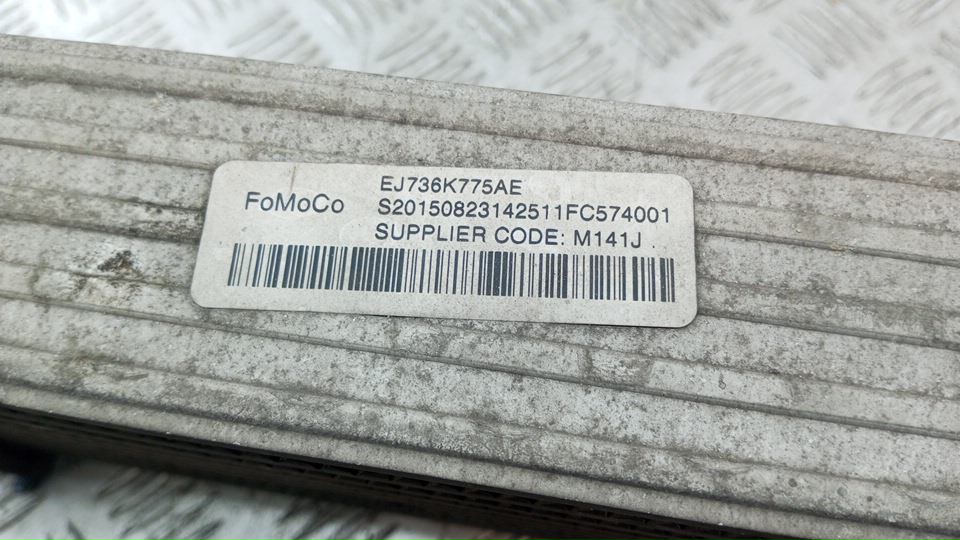 EJ736K775AE
FoMoCo S20150823142511FC574001
SUPPLIER CODE: M141J